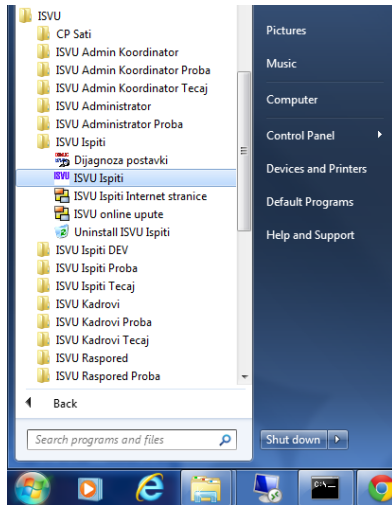 ISVU
CP Sati
ISVU Admin Koordinator
ISVU Admin Koordinator Proba
ISVU Admin Koordinator Tecaj
ISVU Administrator
ISVU Administrator Proba
ISVU Ispiti
Dijagnoza postavki
ISVU Ispiti
ISVU Ispiti Internet stranice
ISVU online upute
Uninstall ISVU Ispiti
ISVU Ispiti DEV
ISVU Ispiti Proba
ISVU Ispiti Tecaj
ISVU Kadrovi
ISVU Kadrovi Proba
ISVU Kadrovi Tecaj
ISVU Raspored
ISVU Raspored Proba
Back
Search programs and files
Pictures
Music
Computer
Control Panel
Devices and Printers
Default Programs
Help and Support
Shut down